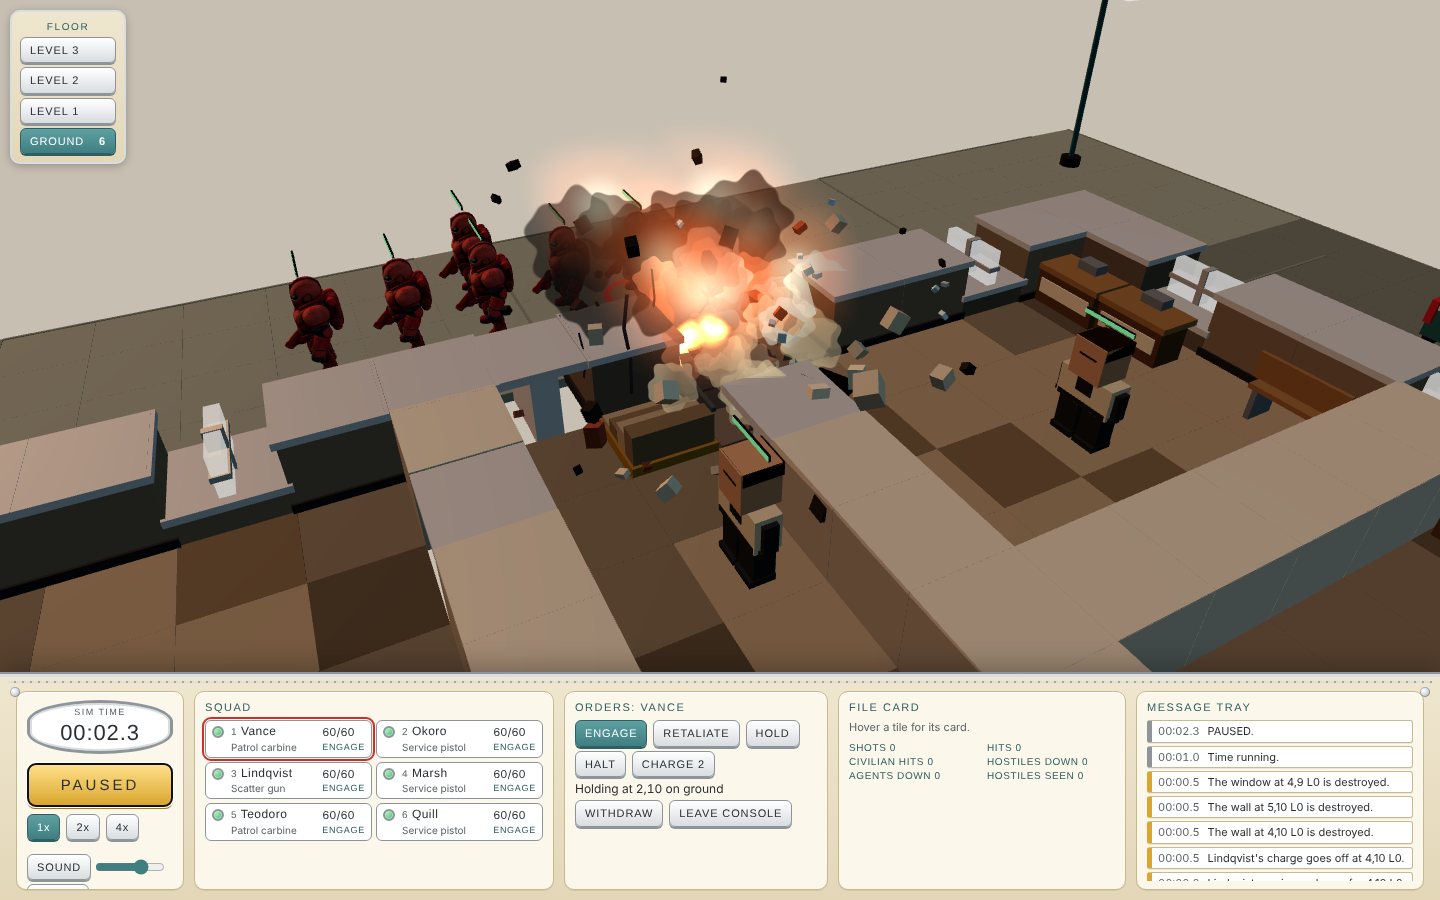 FLOOR
LEVEL 3
LEVEL 2
LEVEL 1
GROUND 6
SIM TIME
00:02.3
PAUSED
1x 2x 4x
SOUND
SQUAD
1 Vance 60/60
Patrol carbine ENGAGE
2 Okoro 60/60
Service pistol ENGAGE
3 Lindqvist 60/60
Scatter gun ENGAGE
4 Marsh 60/60
Service pistol ENGAGE
5 Teodoro 60/60
Patrol carbine ENGAGE
6 Quill 60/60
Service pistol ENGAGE
ORDERS: VANCE
ENGAGE RETALIATE HOLD
HALT CHARGE 2
Holding at 2,10 on ground
WITHDRAW LEAVE CONSOLE
FILE CARD
Hover a tile for its card.
SHOTS 0 HITS 0
CIVILIAN HITS 0 HOSTILES DOWN 0
AGENTS DOWN 0 HOSTILES SEEN 0
MESSAGE TRAY
00:02.3 PAUSED.
00:01.0 Time running.
00:00.5 The window at 4,9 L0 is destroyed.
00:00.5 The wall at 5,10 L0 is destroyed.
00:00.5 The wall at 4,10 L0 is destroyed.
00:00.5 Lindqvist's charge goes off at 4,10 L0.